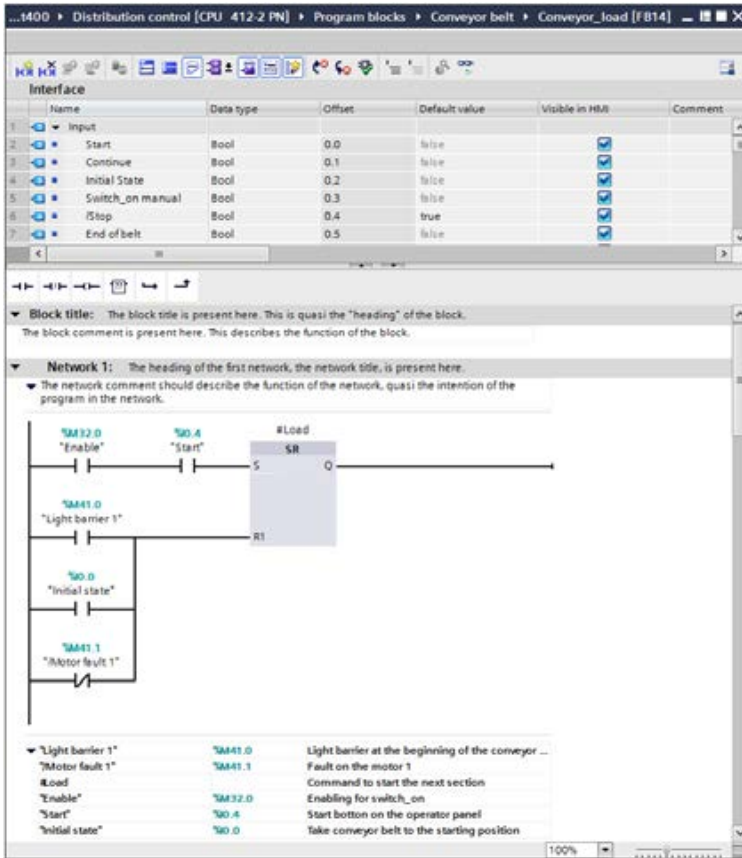 ...t400 ▸ Distribution control [CPU 412-2 PN] ▸ Program blocks ▸ Conveyor belt ▸ Conveyor_load [FB14]
Interface
Name Data type Offset Default value Visible in HMI Comment
1 Input
2 Start Bool 0.0 false
3 Continue Bool 0.1 false
4 Initial State Bool 0.2 false
5 Switch_on manual Bool 0.3 false
6 /Stop Bool 0.4 true
7 End of belt Bool 0.5 false
Block title: The block title is present here. This is quasi the "heading" of the block.
The block comment is present here. This describes the function of the block.
Network 1: The heading of the first network, the network title, is present here.
The network comment should describe the function of the network, quasi the intention of the
program in the network.
%M32.0 %I0.4 #Load
"Enable" "Start" SR
S Q
%M41.0
"Light barrier 1"
R1
%I0.0
"Initial state"
%M41.1
"/Motor fault 1"
"Light barrier 1" %M41.0 Light barrier at the beginning of the conveyor ...
"/Motor fault 1" %M41.1 Fault on the motor 1
#Load Command to start the next section
"Enable" %M32.0 Enabling for switch_on
"Start" %I0.4 Start botton on the operator panel
"Initial state" %I0.0 Take conveyor belt to the starting position
100%